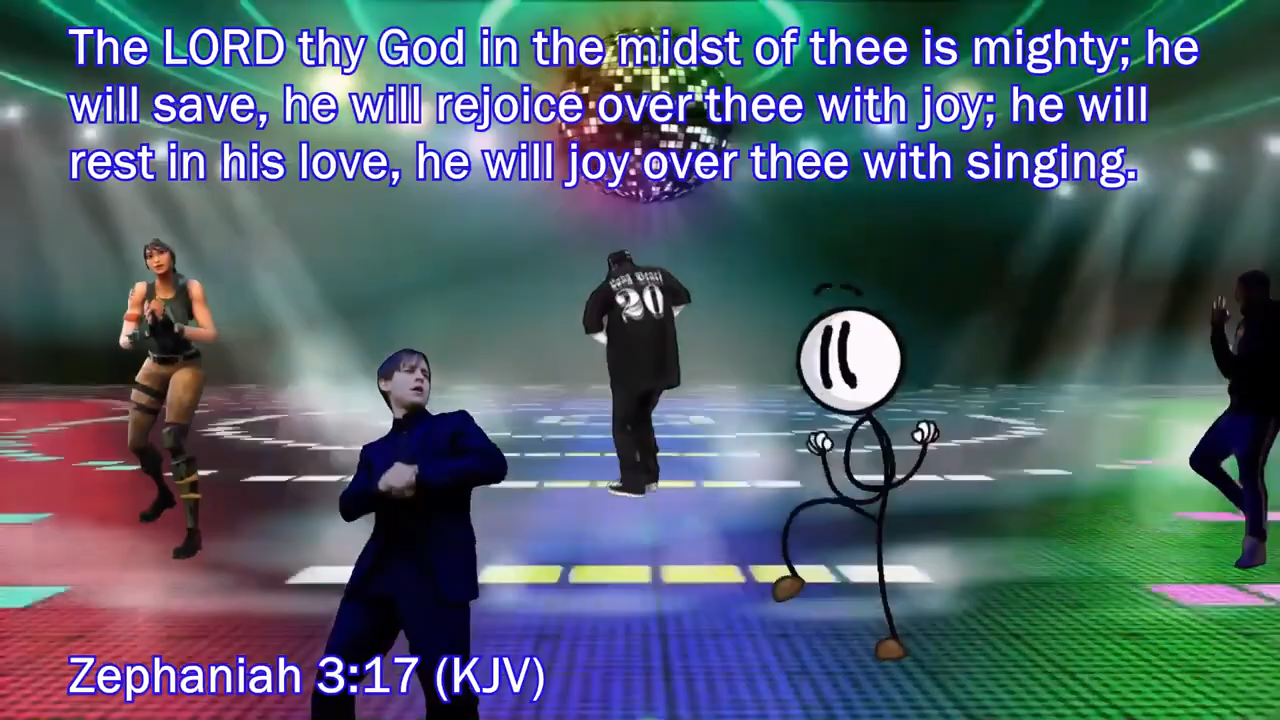 The LORD thy God in the midst of thee is mighty; he
will save, he will rejoice over thee with joy; he will
rest in his love, he will joy over thee with singing.
20
Zephaniah 3:17 (KJV)